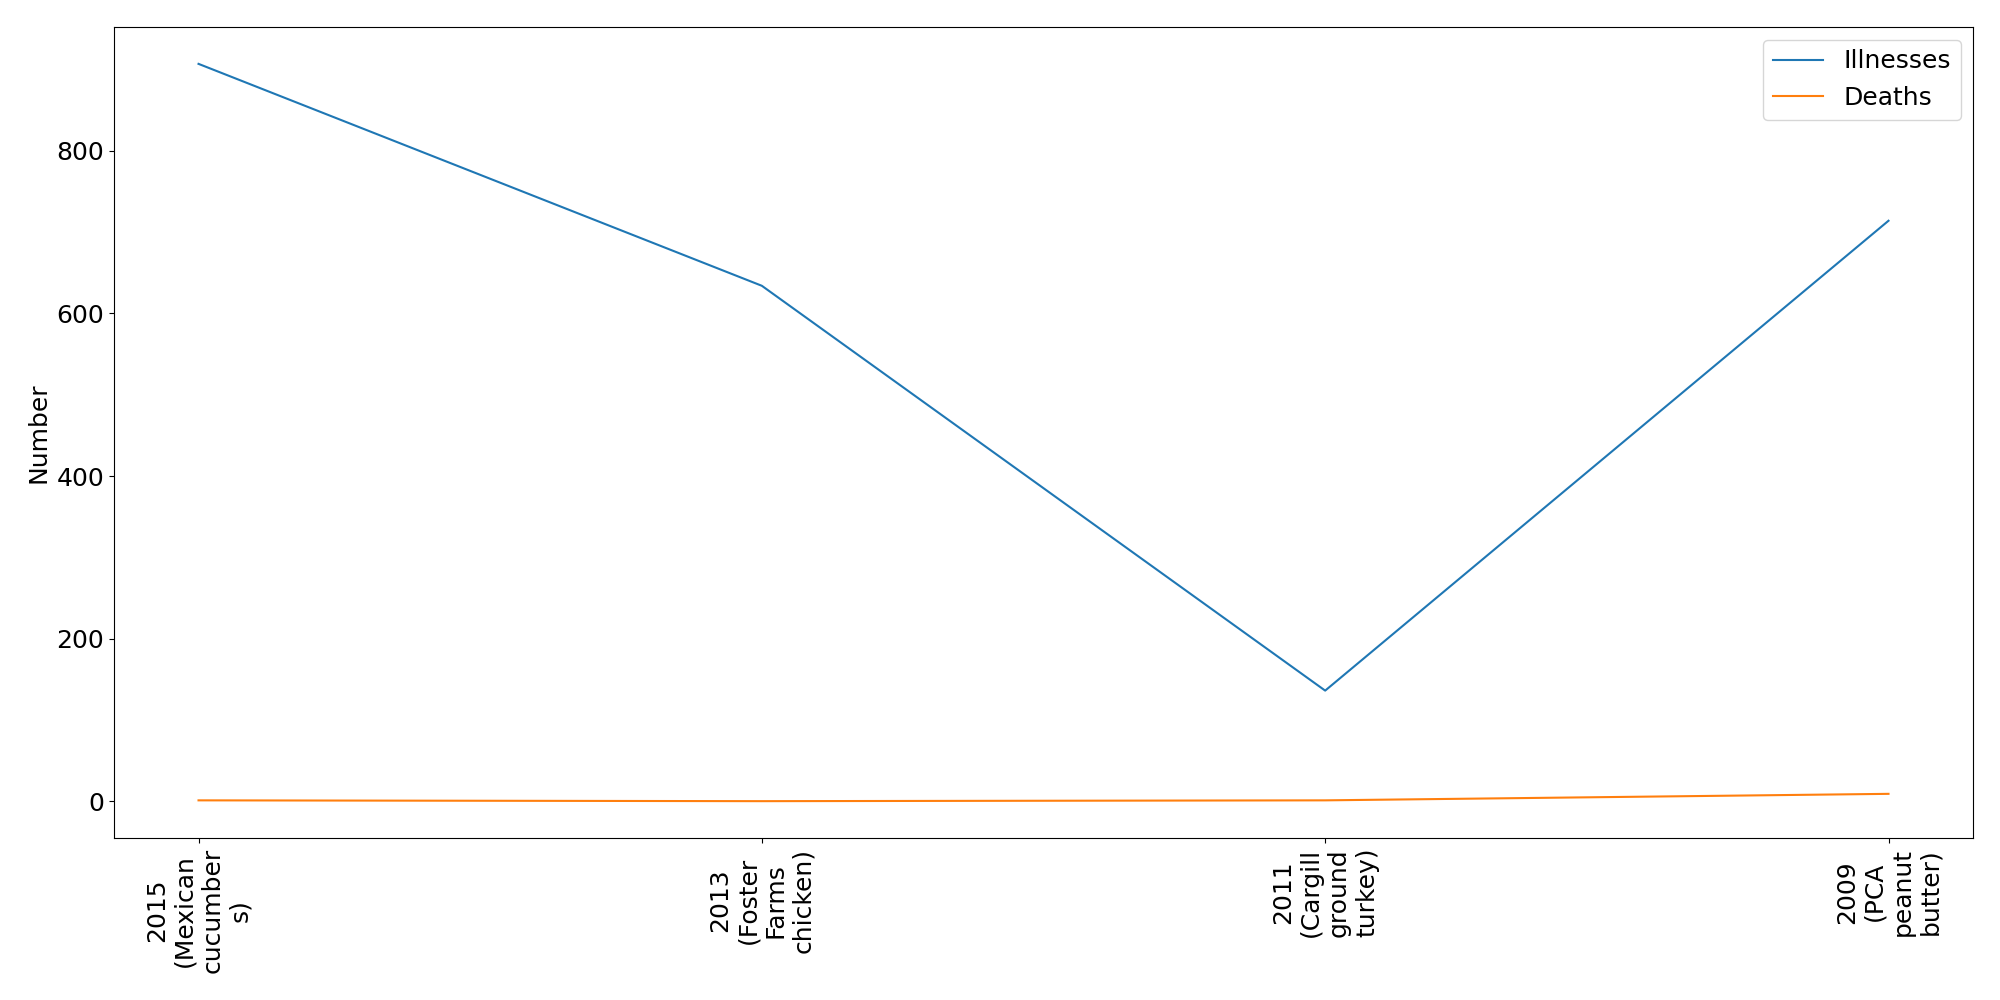 Illnesses
Deaths
800
600
400
200
0
Number
2015
(Mexican
cucumber
s)
2013
(Foster
Farms
chicken)
2011
(Cargill
ground
turkey)
2009
(PCA
peanut
butter)